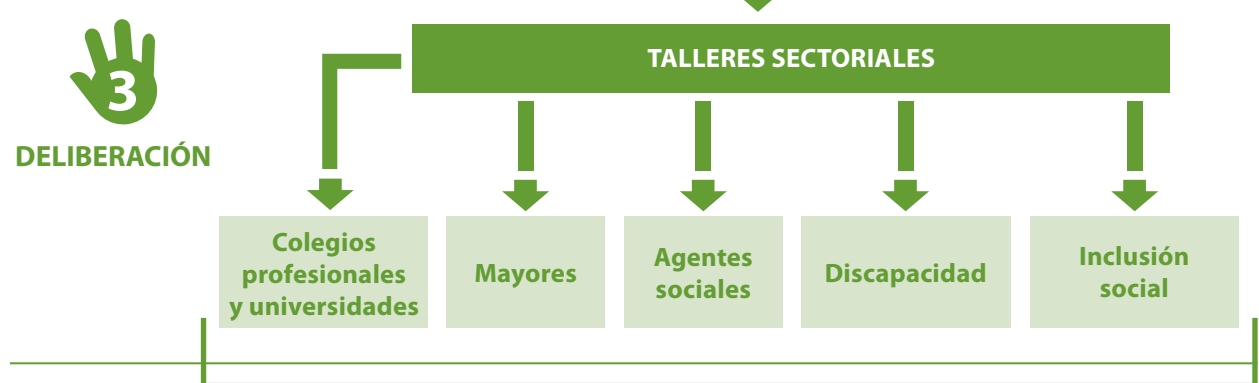 TALLERES SECTORIALES
3
DELIBERACIÓN
Colegios
profesionales
y universidades
Mayores
Agentes
sociales
Discapacidad
Inclusión
social